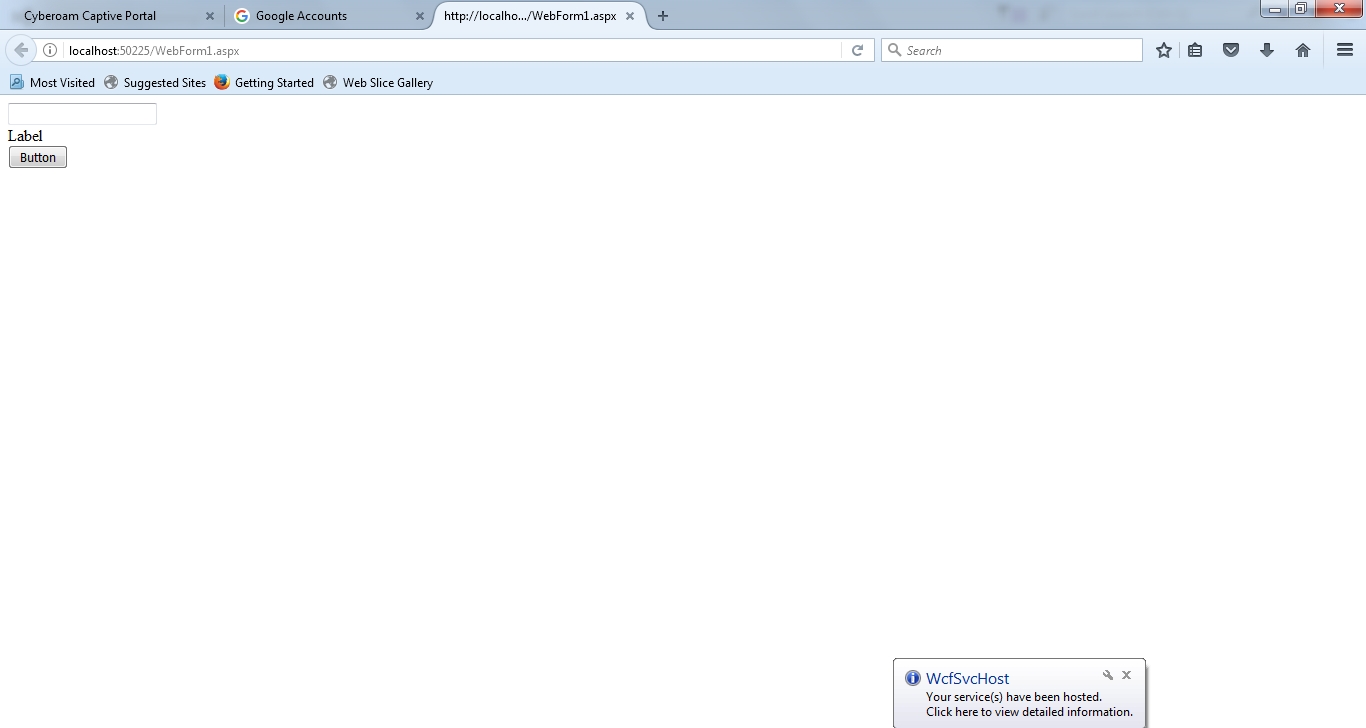 Cyberoam Captive Portal
Google Accounts
http://localho.../WebForm1.aspx
localhost:50225/WebForm1.aspx
Search
Most Visited
Suggested Sites
Getting Started
Web Slice Gallery
Label
Button
WcfSvcHost
Your service(s) have been hosted.
Click here to view detailed information.